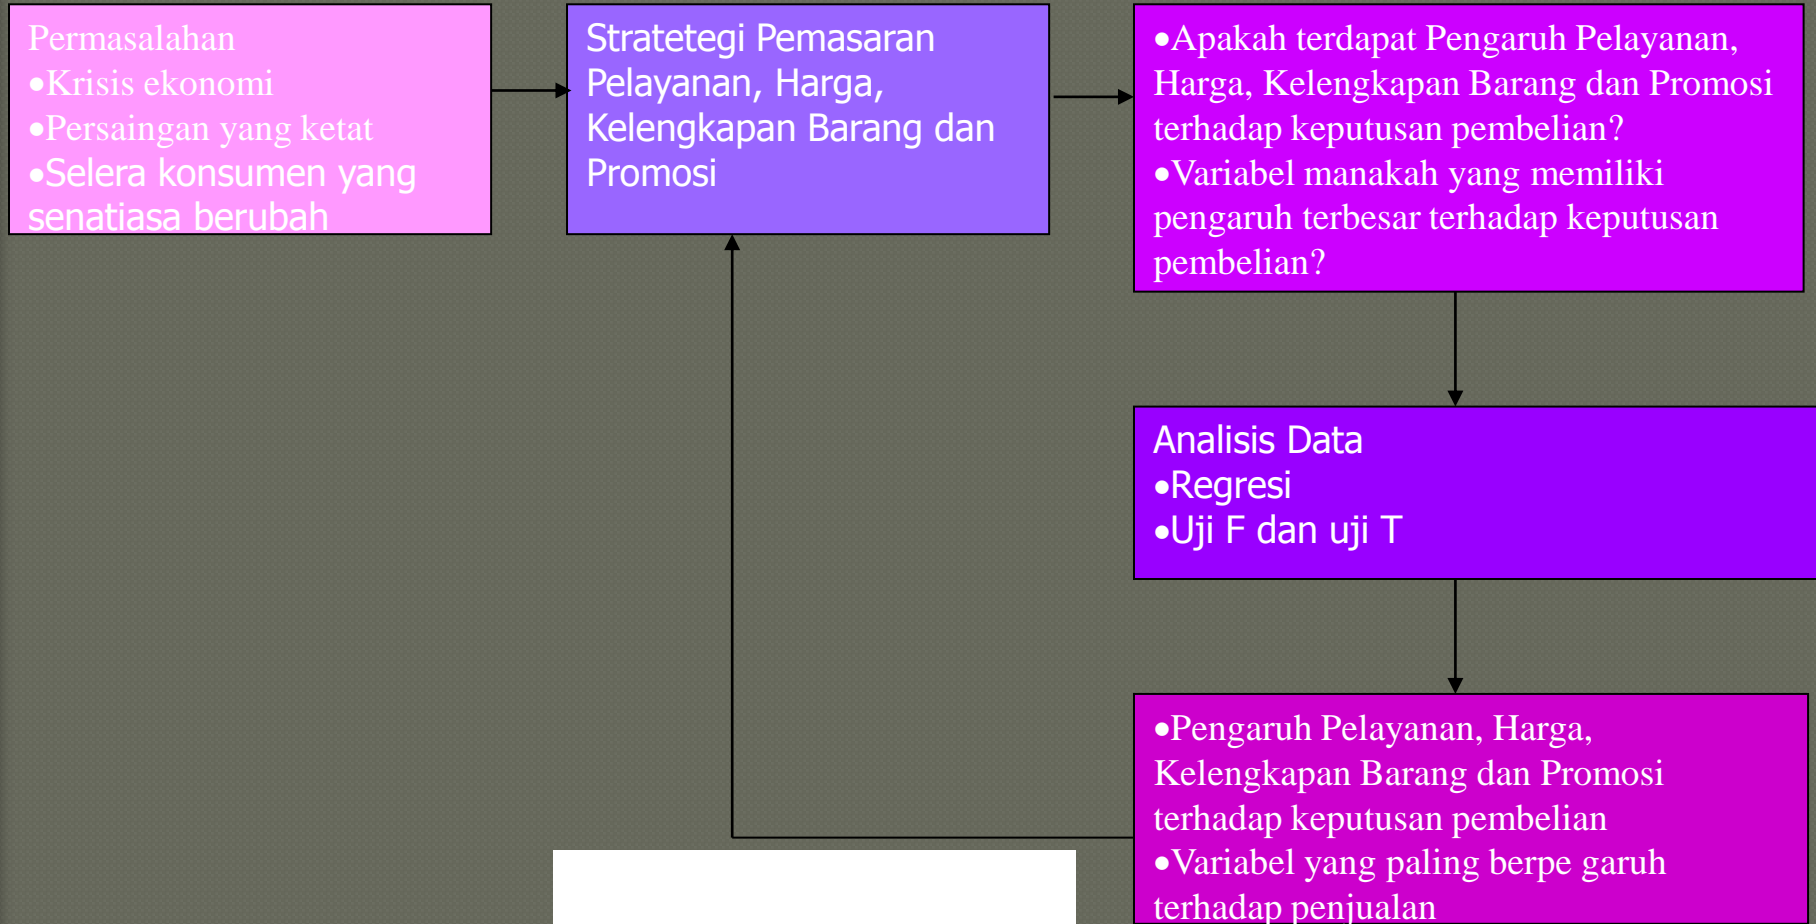 Permasalahan
•Krisis ekonomi
•Persaingan yang ketat
•Selera konsumen yang
senatiasa berubah
Stratetegi Pemasaran
Pelayanan, Harga,
Kelengkapan Barang dan
Promosi
•Apakah terdapat Pengaruh Pelayanan,
Harga, Kelengkapan Barang dan Promosi
terhadap keputusan pembelian?
•Variabel manakah yang memiliki
pengaruh terbesar terhadap keputusan
pembelian?
Analisis Data
•Regresi
•Uji F dan uji T
•Pengaruh Pelayanan, Harga,
Kelengkapan Barang dan Promosi
terhadap keputusan pembelian
•Variabel yang paling berpe garuh
terhadap penjualan